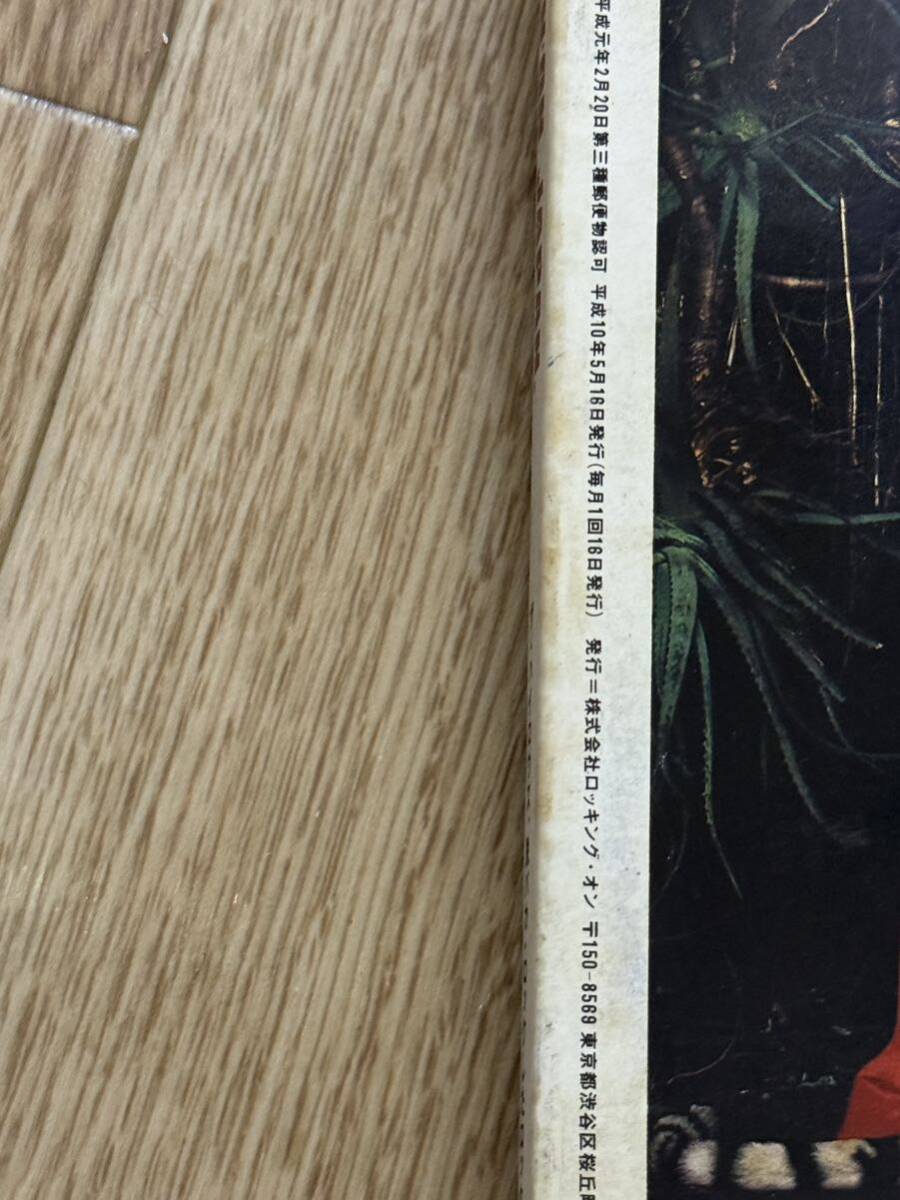 平成元年2月20日第三種郵便物認可 平成10年5月16日発行(毎月1回16日発行) 発行＝株式会社ロッキング・オン 〒150-8569 東京都渋谷区桜丘